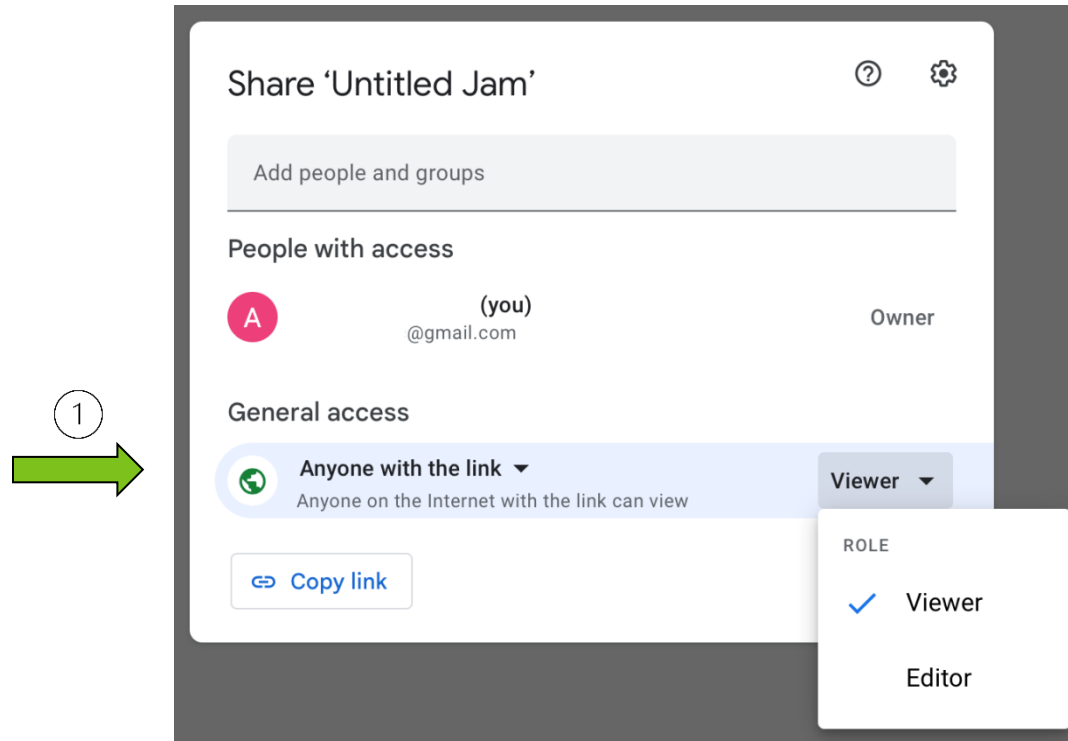 Share ‘Untitled Jam’
Add people and groups
People with access
A
(you)
@gmail.com
Owner
1
General access
Anyone with the link
Anyone on the Internet with the link can view
Viewer
ROLE
Viewer
Editor
Copy link